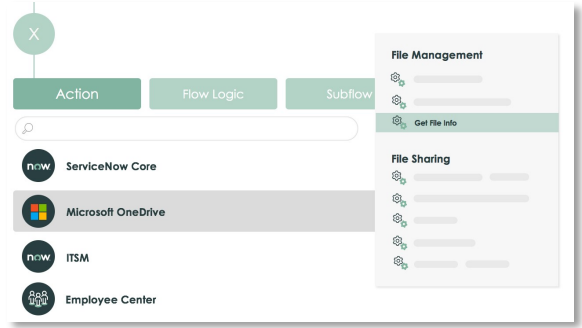 X
Action
Flow Logic
Subflow
now
ServiceNow Core
Microsoft OneDrive
now
ITSM
Employee Center
File Management
Get File Info
File Sharing